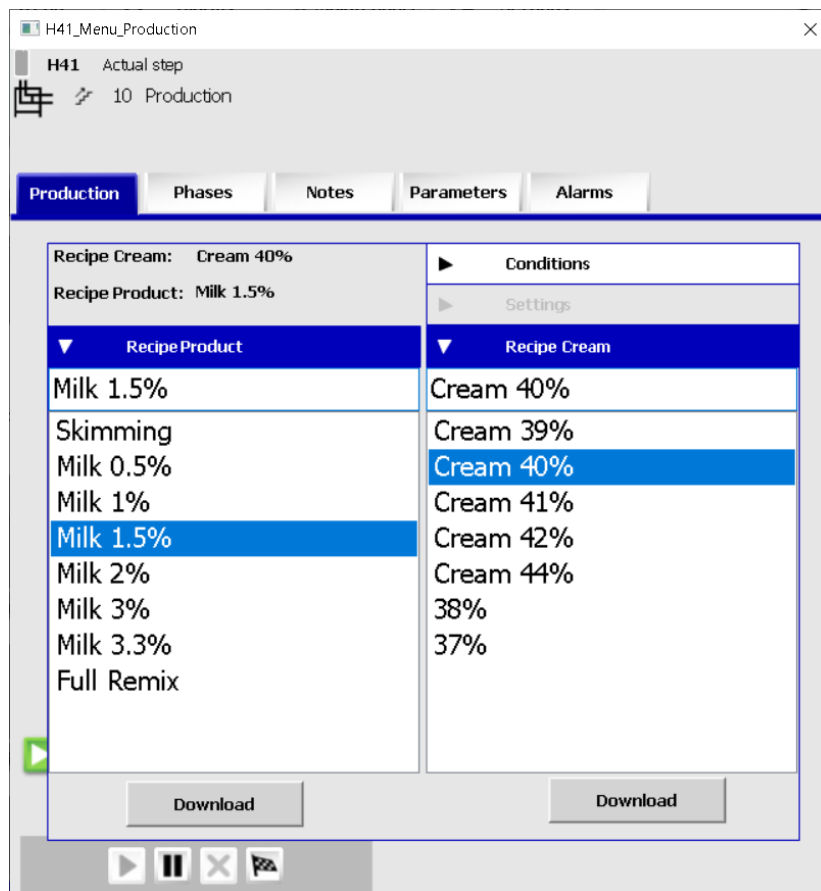 H41_Menu_Production
H41 Actual step
10 Production
Production Phases Notes Parameters Alarms
Recipe Cream: Cream 40%
Recipe Product: Milk 1.5%
Conditions
Settings
Recipe Product
Milk 1.5%
Skimming
Milk 0.5%
Milk 1%
Milk 1.5%
Milk 2%
Milk 3%
Milk 3.3%
Full Remix
Download
Recipe Cream
Cream 40%
Cream 39%
Cream 40%
Cream 41%
Cream 42%
Cream 44%
38%
37%
Download